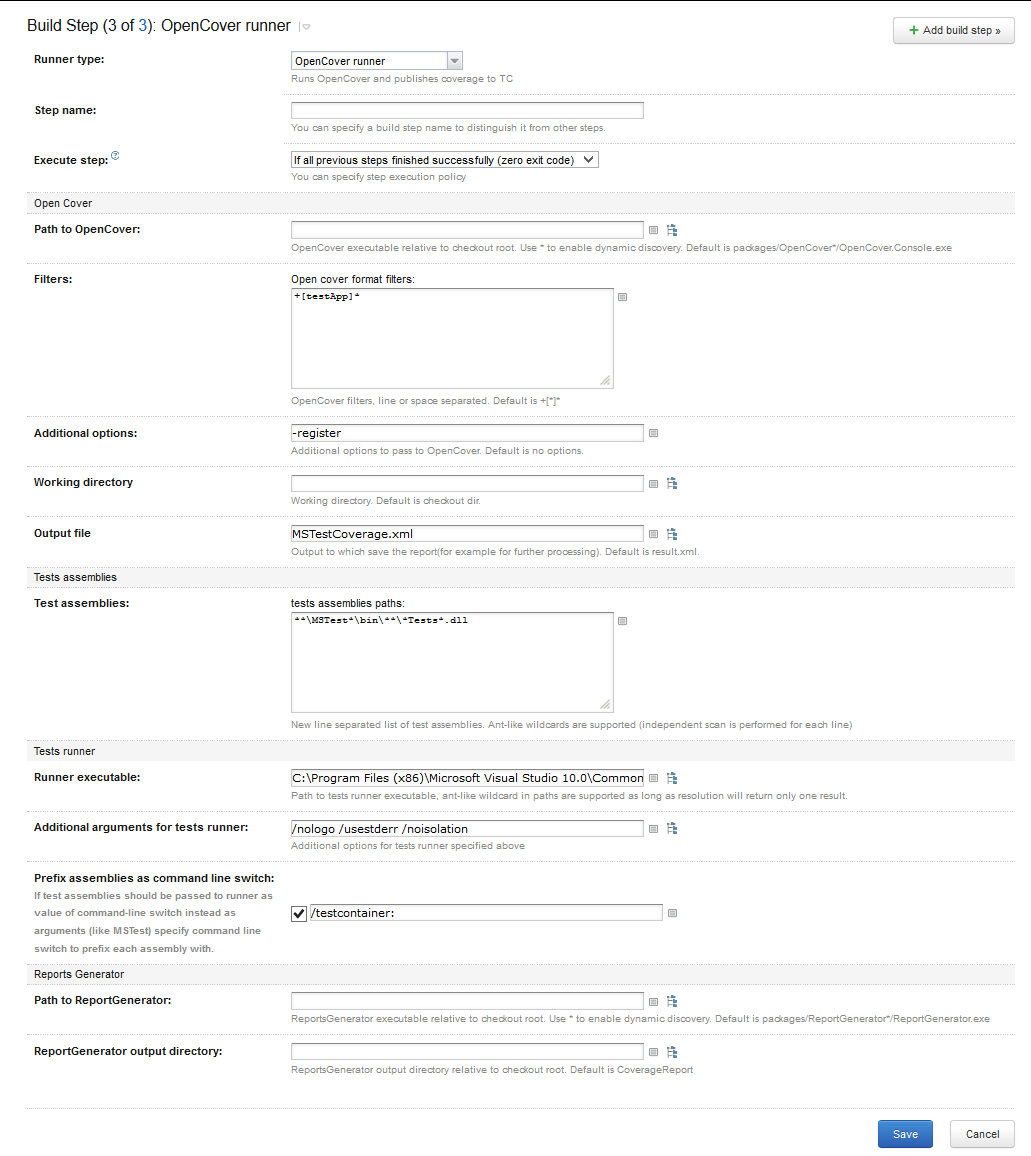 Build Step (3 of 3): OpenCover runner
+ Add build step »
Runner type:
OpenCover runner
Runs OpenCover and publishes coverage to TC
Step name:
You can specify a build step name to distinguish it from other steps.
Execute step:
If all previous steps finished successfully (zero exit code)
You can specify step execution policy
Open Cover
Path to OpenCover:
OpenCover executable relative to checkout root. Use * to enable dynamic discovery. Default is packages/OpenCover*/OpenCover.Console.exe
Filters:
Open cover format filters:
+[testApp]*
OpenCover filters, line or space separated. Default is +[*]*
Additional options:
-register
Additional options to pass to OpenCover. Default is no options.
Working directory
Working directory. Default is checkout dir.
Output file
MSTestCoverage.xml
Output to which save the report(for example for further processing). Default is result.xml.
Tests assemblies
Test assemblies:
tests assemblies paths:
**\MSTest*\bin\**\*Tests*.dll
New line separated list of test assemblies. Ant-like wildcards are supported (independent scan is performed for each line)
Tests runner
Runner executable:
C:\Program Files (x86)\Microsoft Visual Studio 10.0\Common
Path to tests runner executable, ant-like wildcard in paths are supported as long as resolution will return only one result.
Additional arguments for tests runner:
/nologo /usestderr /noisolation
Additional options for tests runner specified above
Prefix assemblies as command line switch:
If test assemblies should be passed to runner as
value of command-line switch instead as
arguments (like MSTest) specify command line
switch to prefix each assembly with.
/testcontainer:
Reports Generator
Path to ReportGenerator:
ReportsGenerator executable relative to checkout root. Use * to enable dynamic discovery. Default is packages/ReportGenerator*/ReportGenerator.exe
ReportGenerator output directory:
ReportsGenerator output directory relative to checkout root. Default is CoverageReport
Save
Cancel